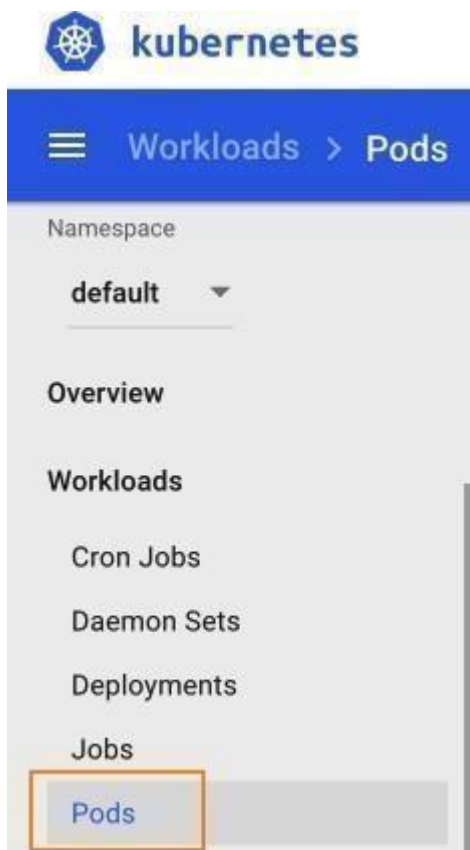 kubernetes
Workloads > Pods
Namespace
default
Overview
Workloads
Cron Jobs
Daemon Sets
Deployments
Jobs
Pods